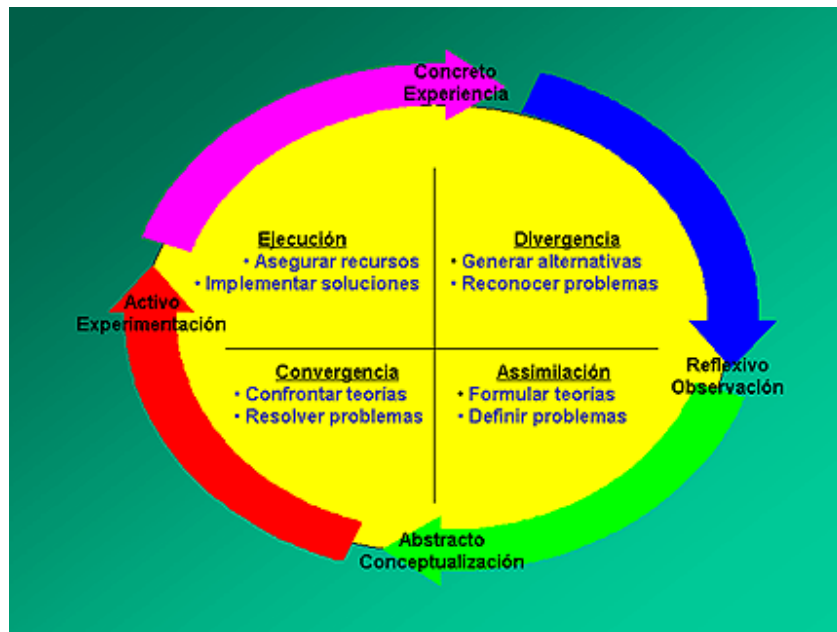 Concreto
Experiencia
Ejecución
• Asegurar recursos
• Implementar soluciones
Divergencia
• Generar alternativas
• Reconocer problemas
Activo
Experimentación
Convergencia
• Confrontar teorías
• Resolver problemas
Assimilación
• Formular teorías
• Definir problemas
Reflexivo
Observación
Abstracto
Conceptualización